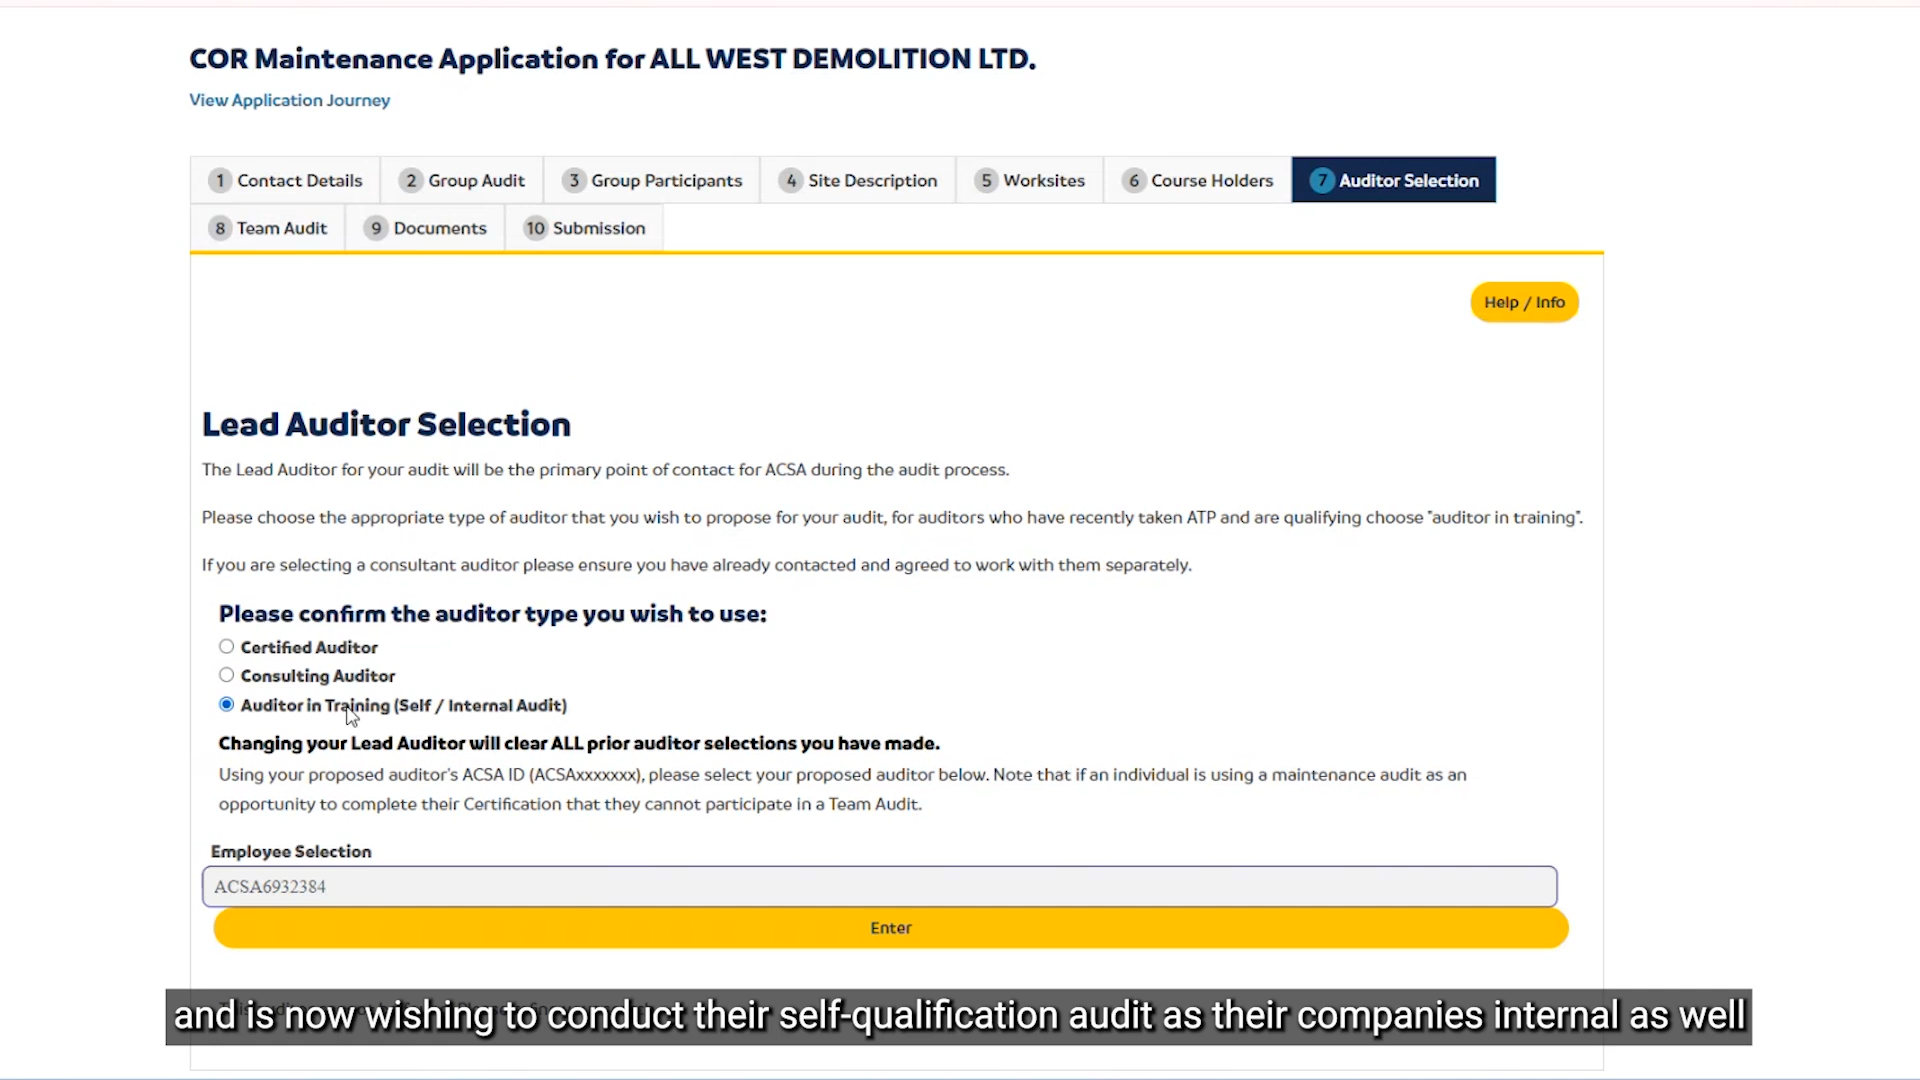 COR Maintenance Application for ALL WEST DEMOLITION LTD.
View Application Journey
1 Contact Details 2 Group Audit 3 Group Participants 4 Site Description 5 Worksites 6 Course Holders 7 Auditor Selection
8 Team Audit 9 Documents 10 Submission
Help / Info
Lead Auditor Selection
The Lead Auditor for your audit will be the primary point of contact for ACSA during the audit process.
Please choose the appropriate type of auditor that you wish to propose for your audit, for auditors who have recently taken ATP and are qualifying choose "auditor in training".
If you are selecting a consultant auditor please ensure you have already contacted and agreed to work with them separately.
Please confirm the auditor type you wish to use:
Certified Auditor
Consulting Auditor
Auditor in Training (Self / Internal Audit)
Changing your Lead Auditor will clear ALL prior auditor selections you have made.
Using your proposed auditor's ACSA ID (ACSAxxxxxxx), please select your proposed auditor below. Note that if an individual is using a maintenance audit as an
opportunity to complete their Certification that they cannot participate in a Team Audit.
Employee Selection
ACSA6932384
Enter
and is now wishing to conduct their self-qualification audit as their companies internal as well